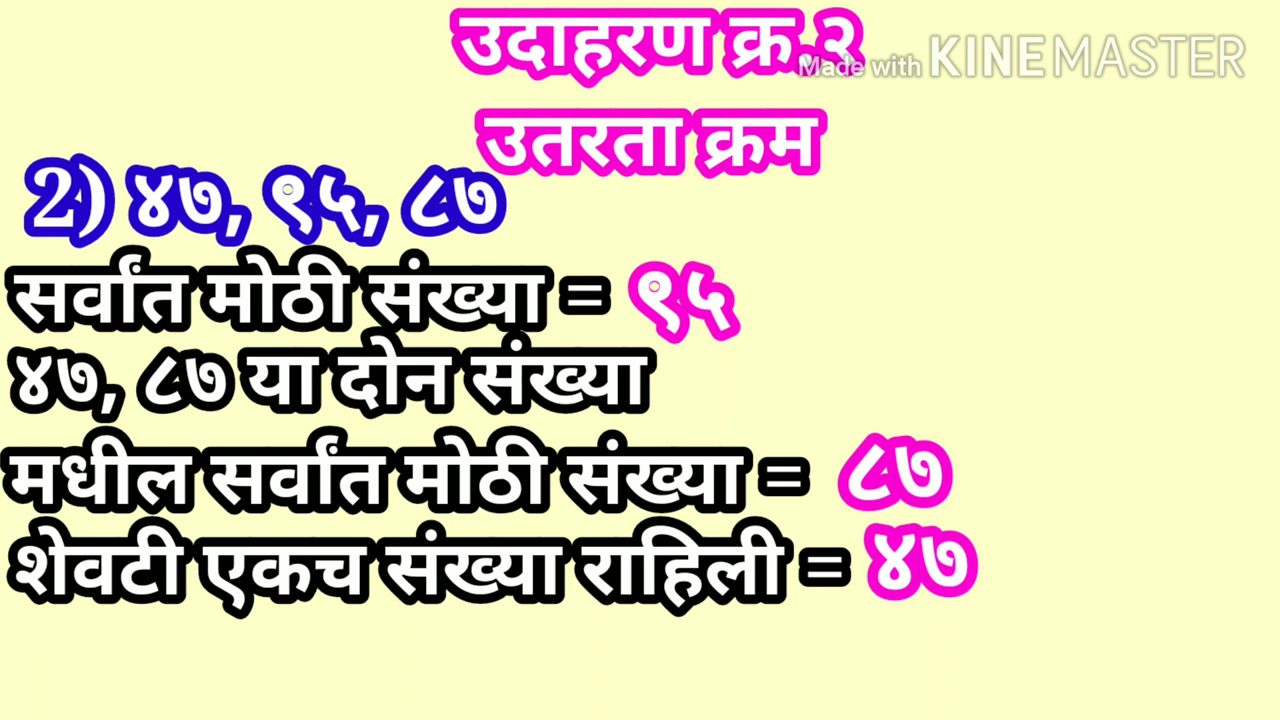 उदाहरण क्र.२
Made with KINEMASTER
उतरता क्रम
2) ४७, ९५, ८७
सर्वांत मोठी संख्या = ९५
४७, ८७ या दोन संख्या
मधील सर्वांत मोठी संख्या = ८७
शेवटी एकच संख्या राहिली = ४७